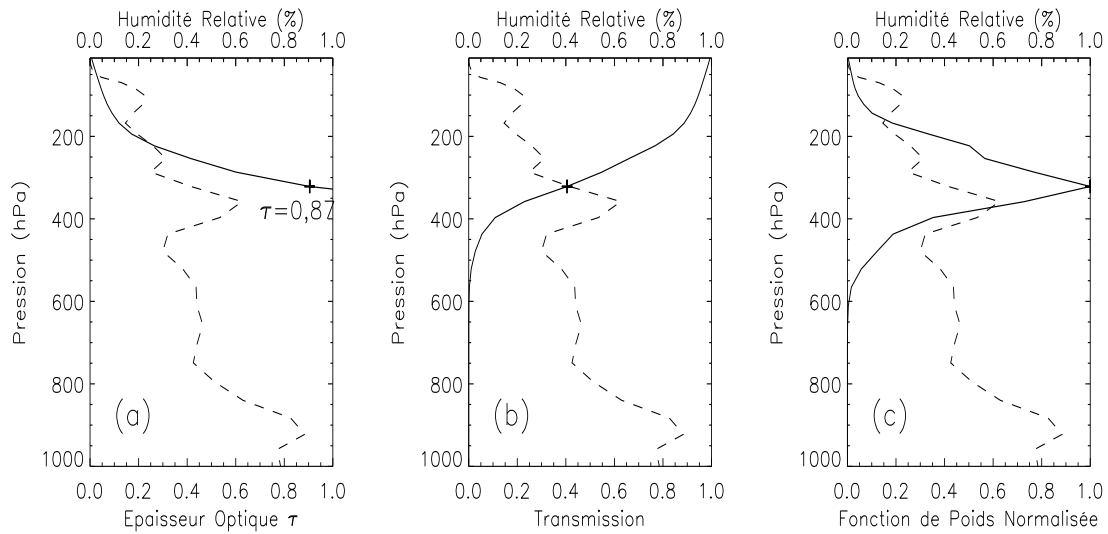 Humidité Relative (%)
0.0 0.2 0.4 0.6 0.8 1.0
200
400
600
800
1000
Pression (hPa)
τ=0,87
(a)
0.0 0.2 0.4 0.6 0.8 1.0
Epaisseur Optique τ
Humidité Relative (%)
0.0 0.2 0.4 0.6 0.8 1.0
200
400
600
800
1000
Pression (hPa)
(b)
0.0 0.2 0.4 0.6 0.8 1.0
Transmission
Humidité Relative (%)
0.0 0.2 0.4 0.6 0.8 1.0
200
400
600
800
1000
Pression (hPa)
(c)
0.0 0.2 0.4 0.6 0.8 1.0
Fonction de Poids Normalisée